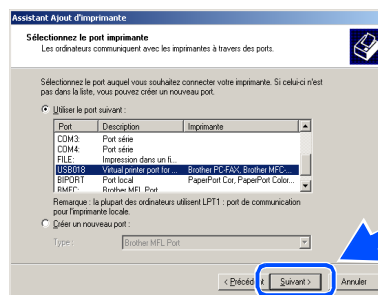 Assistant Ajout d'imprimante
Sélectionnez le port imprimante
Les ordinateurs communiquent avec les imprimantes à travers des ports.
Sélectionnez le port auquel vous souhaitez connecter votre imprimante. Si celui-ci n'est
pas dans la liste, vous pouvez créer un nouveau port.
Utiliser le port suivant :
Port Description Imprimante
COM3: Port série
COM4: Port série
FILE: Impression dans un fi...
USB018 Virtual printer port for ... Brother PC-FAX, Brother MFC-...
BIPORT Port local PaperPort Cor, PaperPort Color...
BMFC: Brother MFL Port
Remarque : la plupart des ordinateurs utilisent LPT1 : port de communication
pour l'imprimante locale.
Créer un nouveau port :
Type : Brother MFL Port
< Précéd t Suivant > Annuler